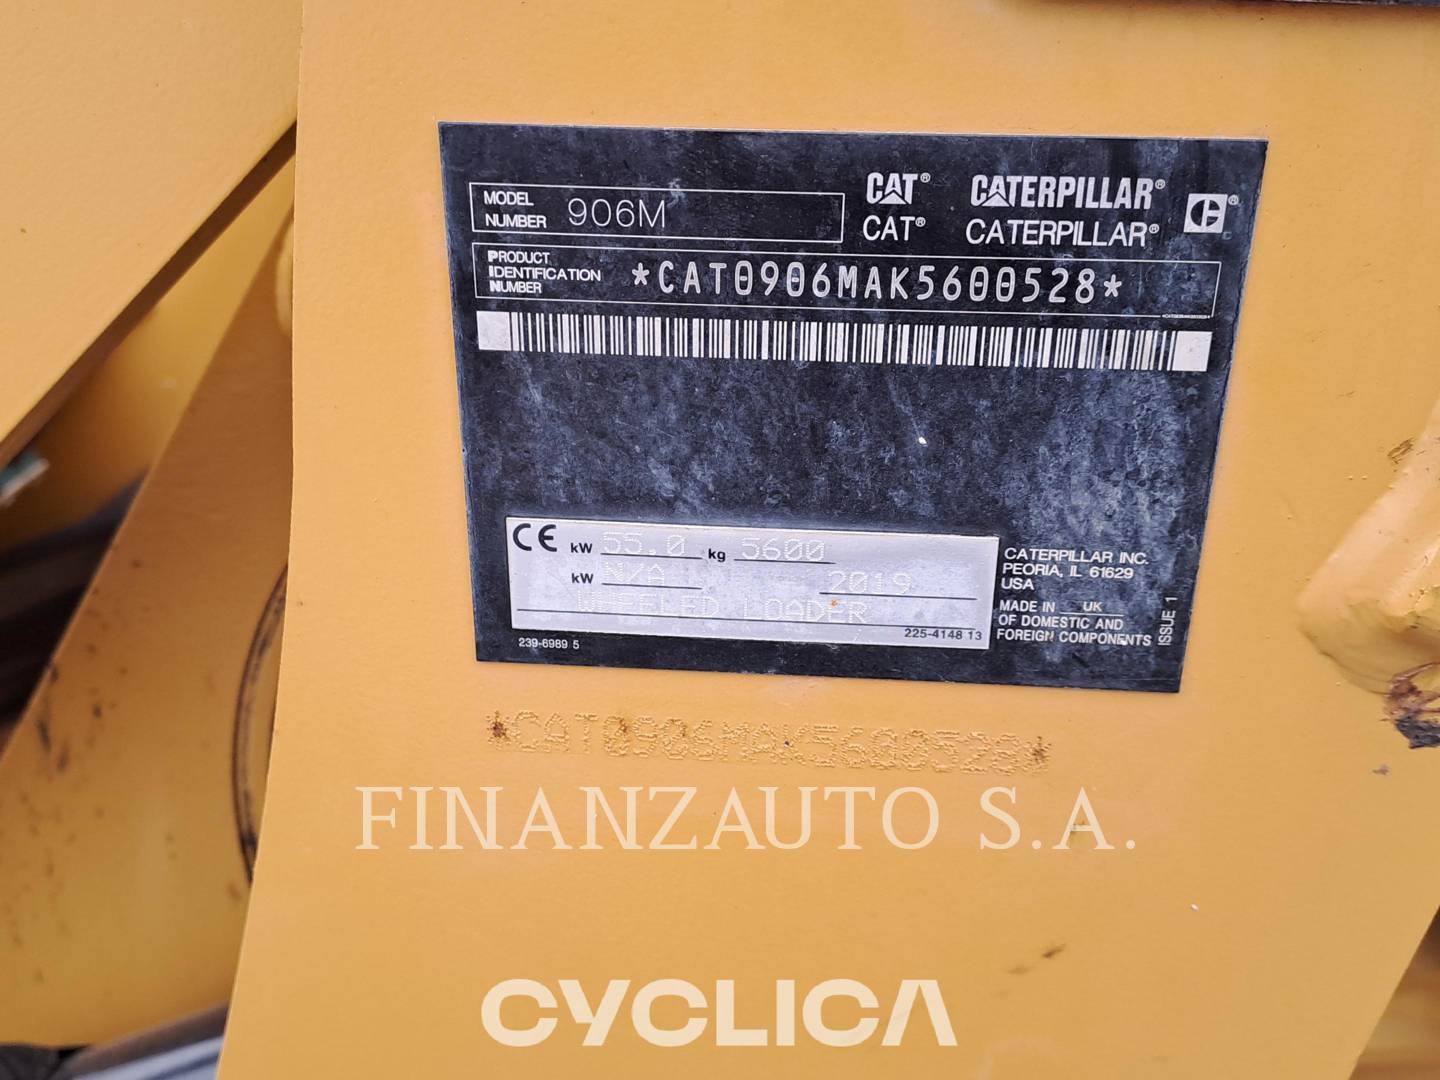 CAT® CATERPILLAR®
CAT® CATERPILLAR®
MODEL NUMBER 906M
PRODUCT IDENTIFICATION NUMBER *CAT0906MAK5600528*
CE kW 55.0 kg 5600
kW N/A 2019
WHEELED LOADER
225-4148 13
239-6989 5
CATERPILLAR INC.
PEORIA, IL 61629
USA
MADE IN UK
OF DOMESTIC AND
FOREIGN COMPONENTS
ISSUE 1
*CAT0906MAK5600528*
FINANZAUTO S.A.
CYCLICA